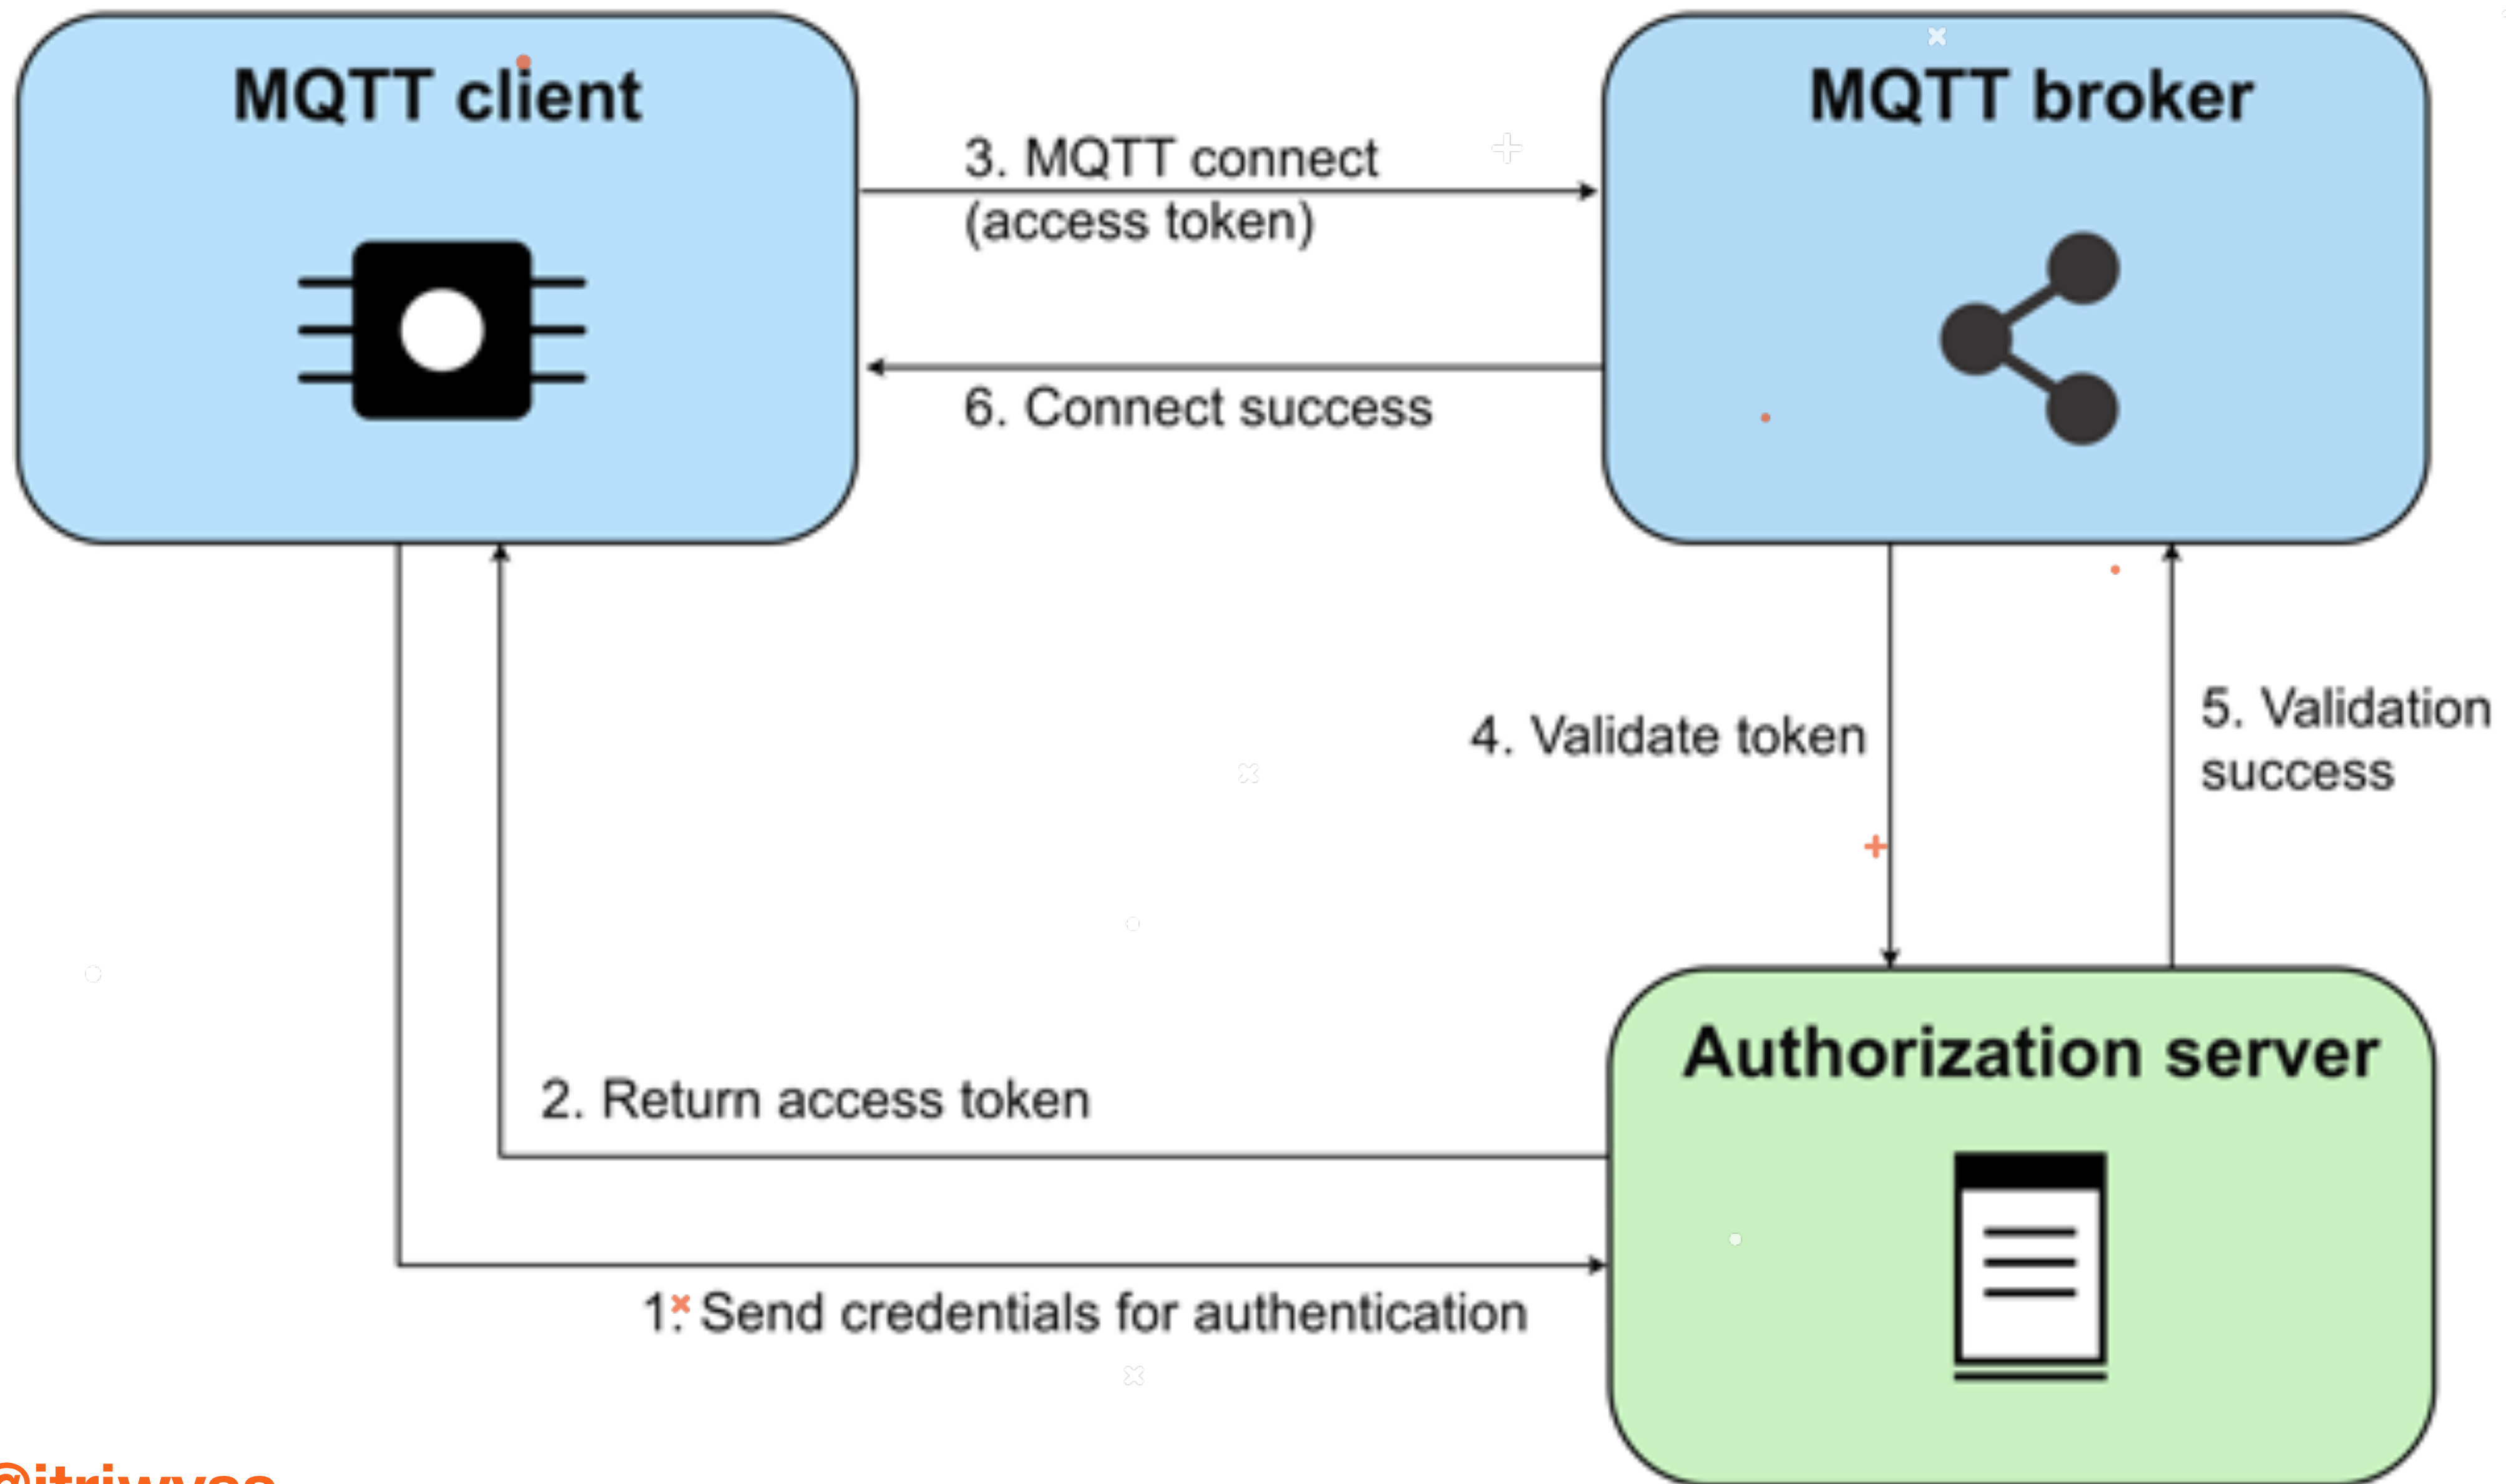 MQTT client
MQTT broker
3. MQTT connect
(access token)
6. Connect success
4. Validate token
5. Validation
success
Authorization server
2. Return access token
1. Send credentials for authentication